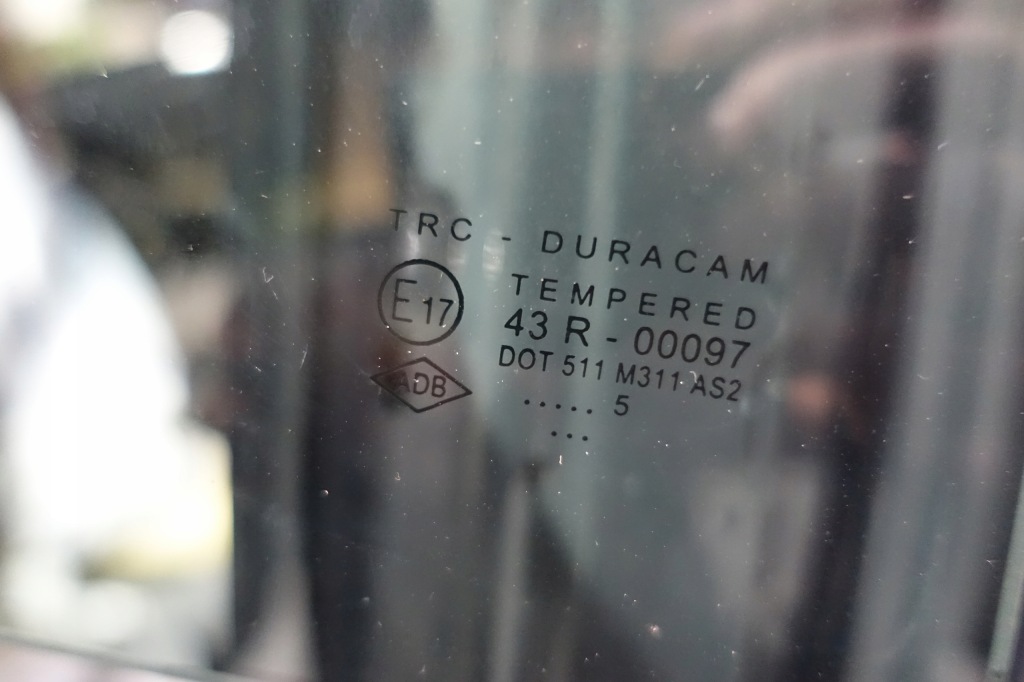 TRC - DURACAM
E17
TEMPERED
43 R - 00097
DOT 511 M311 AS2
ADB
..... 5
...